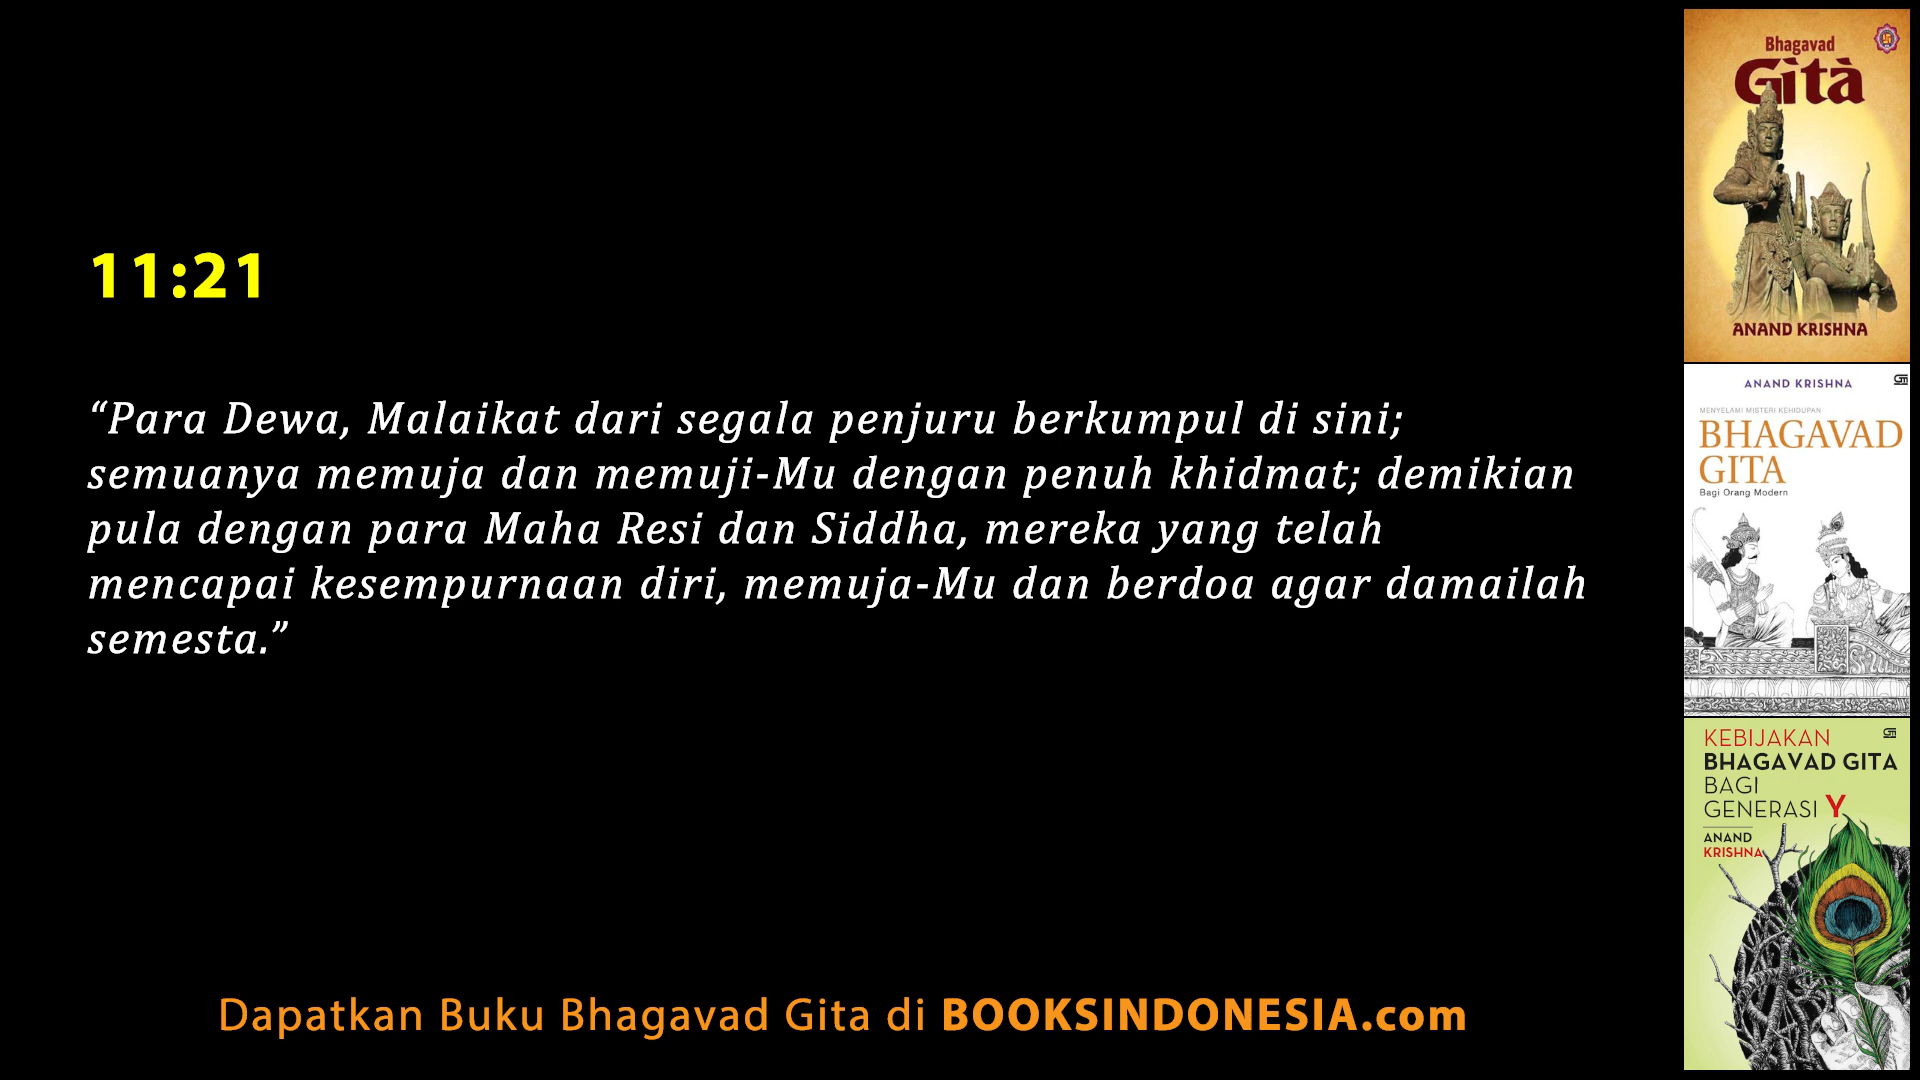 11:21
“Para Dewa, Malaikat dari segala penjuru berkumpul di sini;
semuanya memuja dan memuji-Mu dengan penuh khidmat; demikian
pula dengan para Maha Resi dan Siddha, mereka yang telah
mencapai kesempurnaan diri, memuja-Mu dan berdoa agar damailah
semesta.”
Dapatkan Buku Bhagavad Gita di BOOKSINDONESIA.com
Bhagavad
Gità
ANAND KRISHNA
ANAND KRISHNA
MENYELAMI MISTERI KEHIDUPAN
BHAGAVAD
GITA
Bagi Orang Modern
KEBIJAKAN
BHAGAVAD GITA
BAGI
GENERASI Y
ANAND
KRISHNA